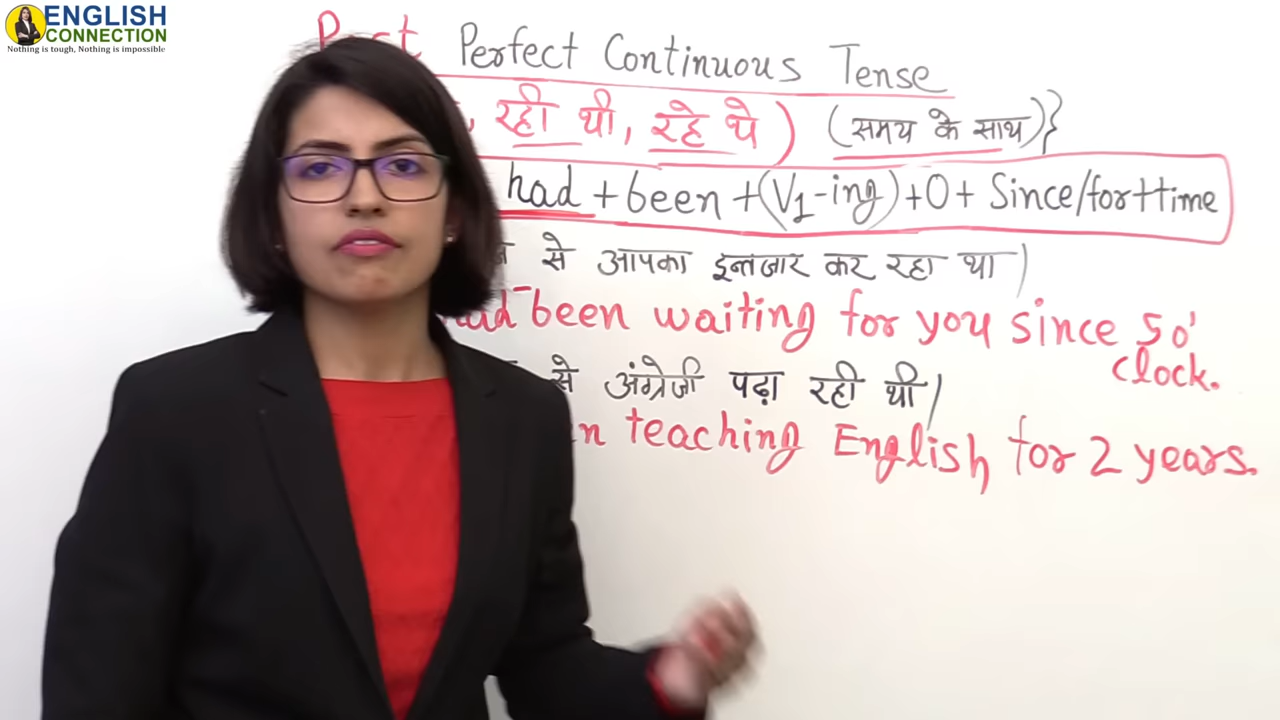 ENGLISH
CONNECTION
Nothing is tough, Nothing is impossible
Past Perfect Continuous Tense
, रही थी, रहे थे ) (समय के साथ)}
had + been + (V1-ing) + O + Since/for+time
से आपका इन्तजार कर रहा था |
had been waiting for you since 5 o'
clock.
से अंग्रेजी पढ़ा रही थी |
teaching English for 2 years.